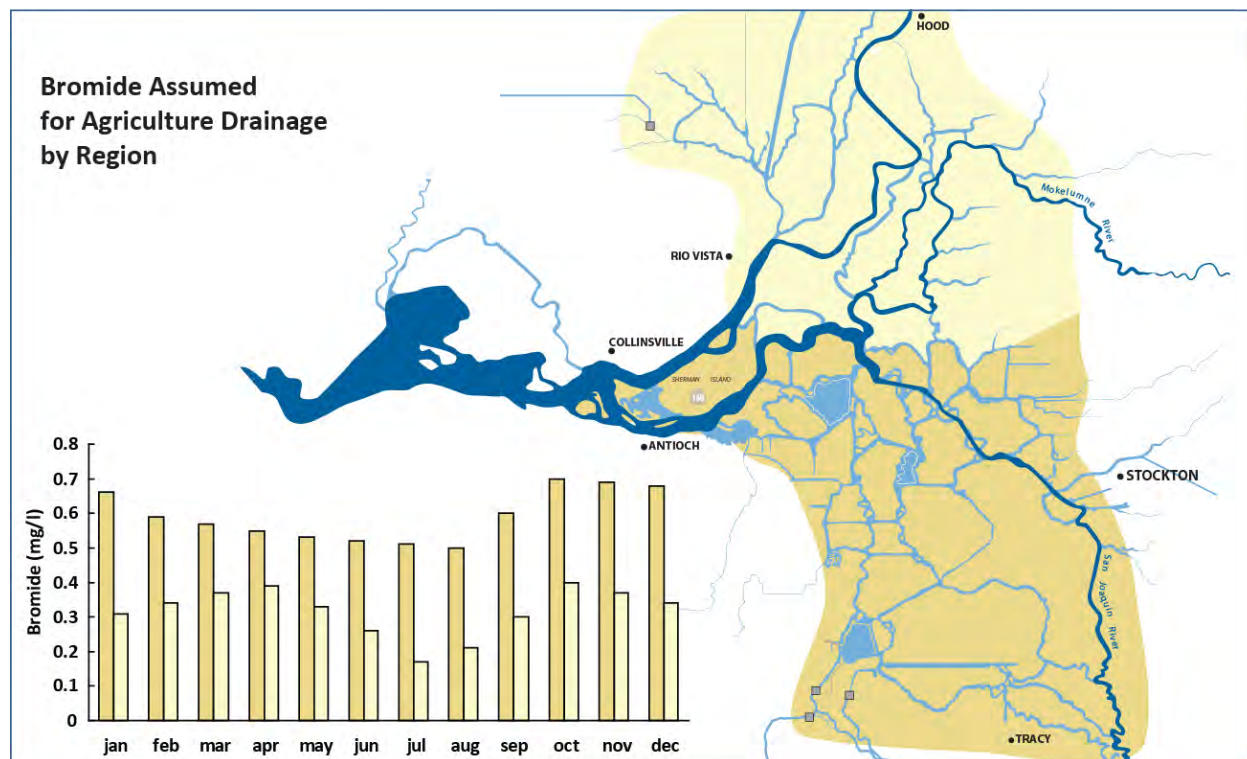 Bromide Assumed
for Agriculture Drainage
by Region
HOOD
Mokelumne River
RIO VISTA
COLLINSVILLE
SHERMAN ISLAND
160
ANTIOCH
STOCKTON
San Joaquin River
TRACY
Bromide (mg/l)
0.8
0.7
0.6
0.5
0.4
0.3
0.2
0.1
0
jan feb mar apr may jun jul aug sep oct nov dec